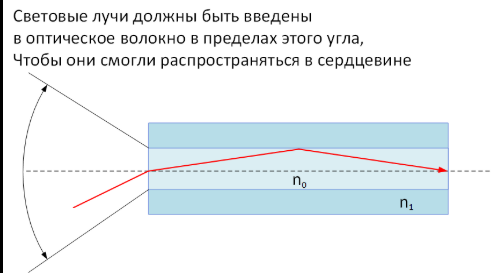 Световые лучи должны быть введены
в оптическое волокно в пределах этого угла,
Чтобы они смогли распространяться в сердцевине
n₀
n₁